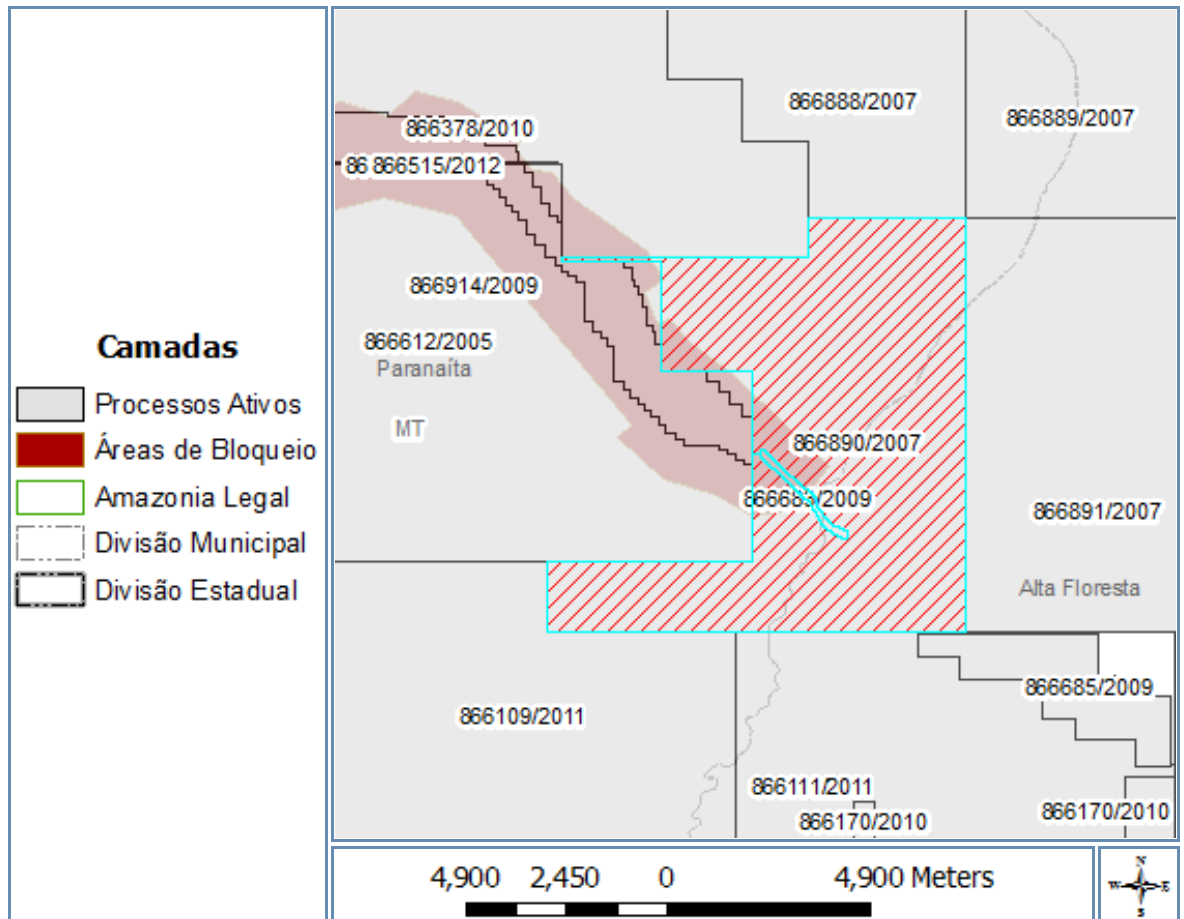 Camadas
Processos Ativos
Áreas de Bloqueio
Amazonia Legal
Divisão Municipal
Divisão Estadual
866888/2007
866889/2007
866378/2010
86 866515/2012
866914/2009
866612/2005
Paranaíta
MT
866890/2007
866683/2009
866891/2007
Alta Floresta
866685/2009
866109/2011
866111/2011
866170/2010
866170/2010
4,900 2,450 0 4,900 Meters
N
W E
S